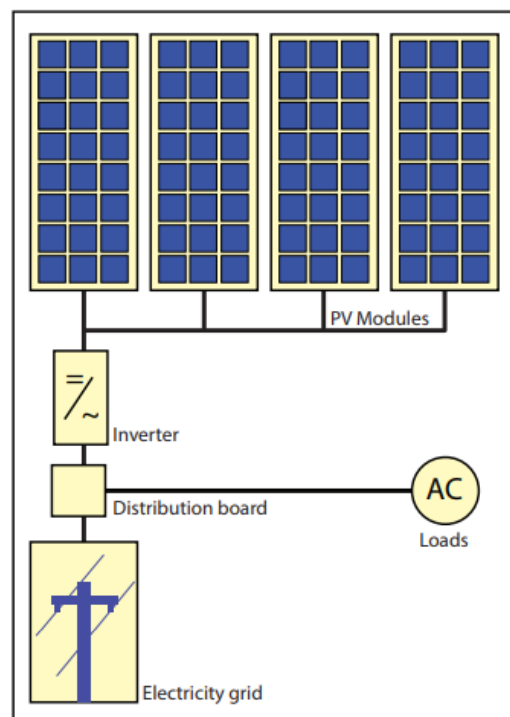 PV Modules
=
~
Inverter
Distribution board
AC
Loads
Electricity grid